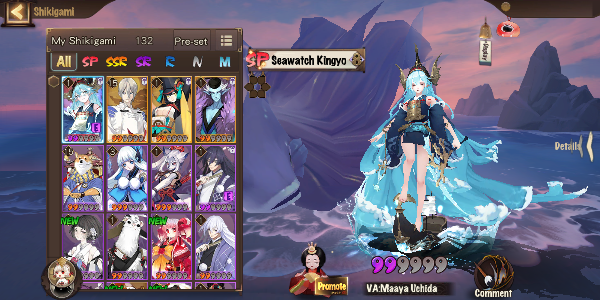 Shikigami
My Shikigami 132 Pre-set
All SP SSR SR R N M
SP Seawatch Kingyo
Details
NEW
NEW
Promote
VA:Maaya Uchida
Comment